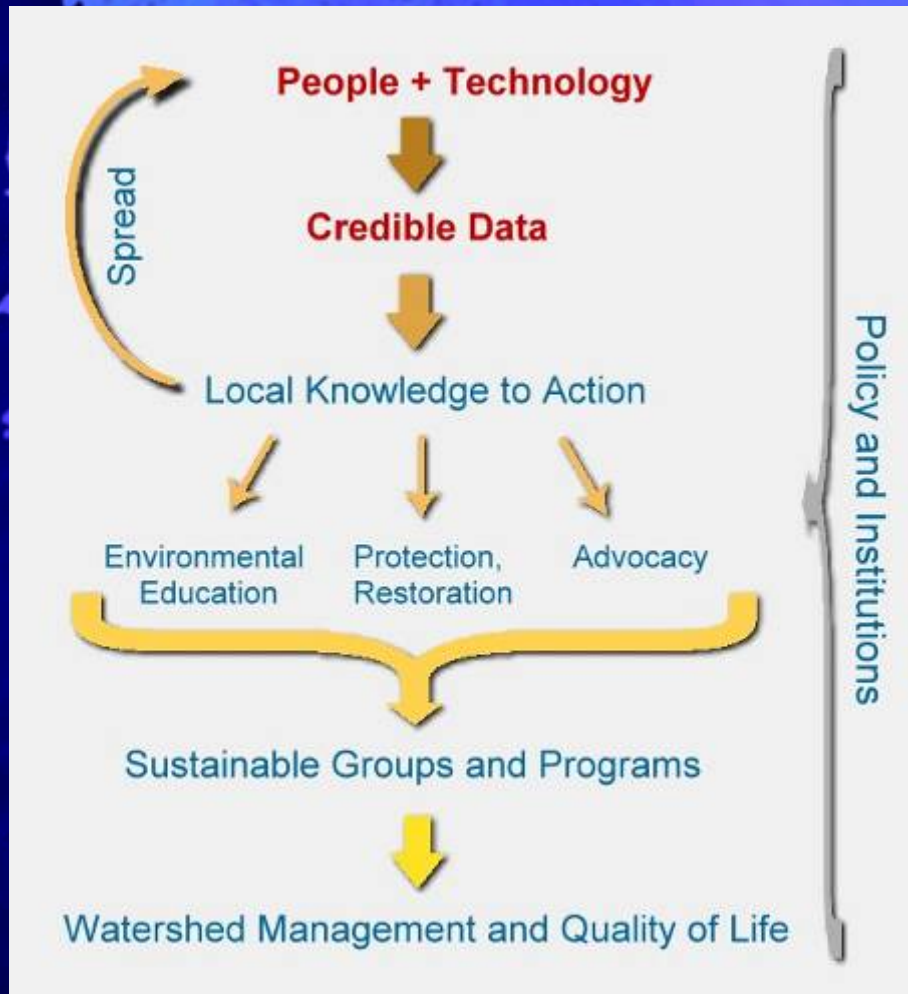 People + Technology
Credible Data
Spread
Local Knowledge to Action
Environmental
Education
Protection,
Restoration
Advocacy
Sustainable Groups and Programs
Watershed Management and Quality of Life
Policy and Institutions